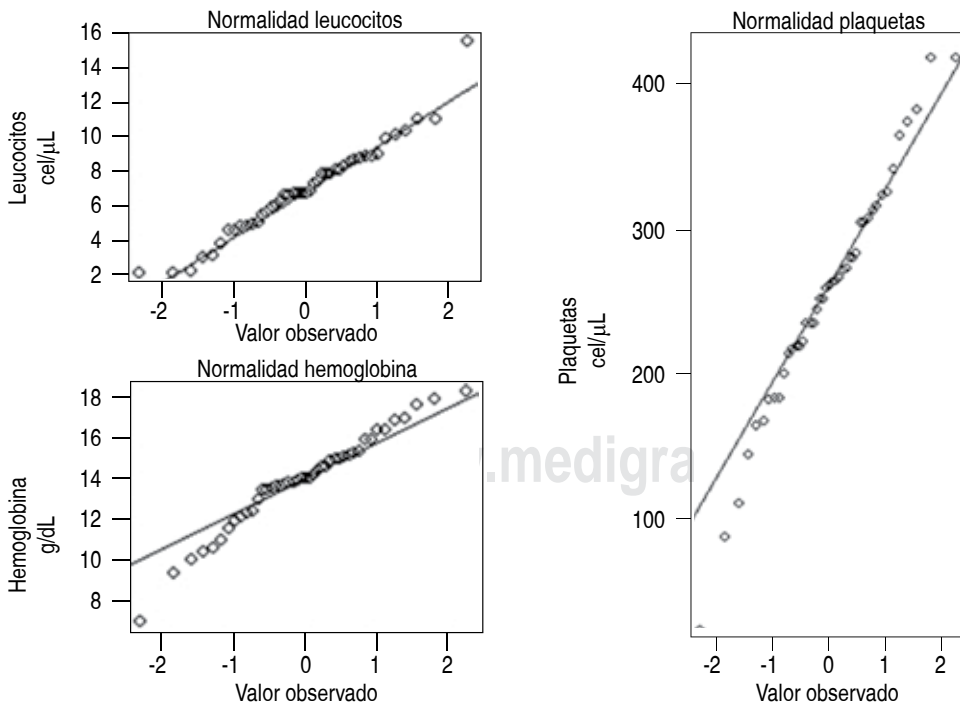 Normalidad leucocitos
16
14
12
10
8
6
4
2
Leucocitos
cel/μL
-2 -1 0 1 2
Valor observado
Normalidad hemoglobina
18
16
14
12
10
8
Hemoglobina
g/dL
-2 -1 0 1 2
Valor observado
Normalidad plaquetas
400
300
200
100
Plaquetas
cel/μL
-2 -1 0 1 2
Valor observado
.medigra